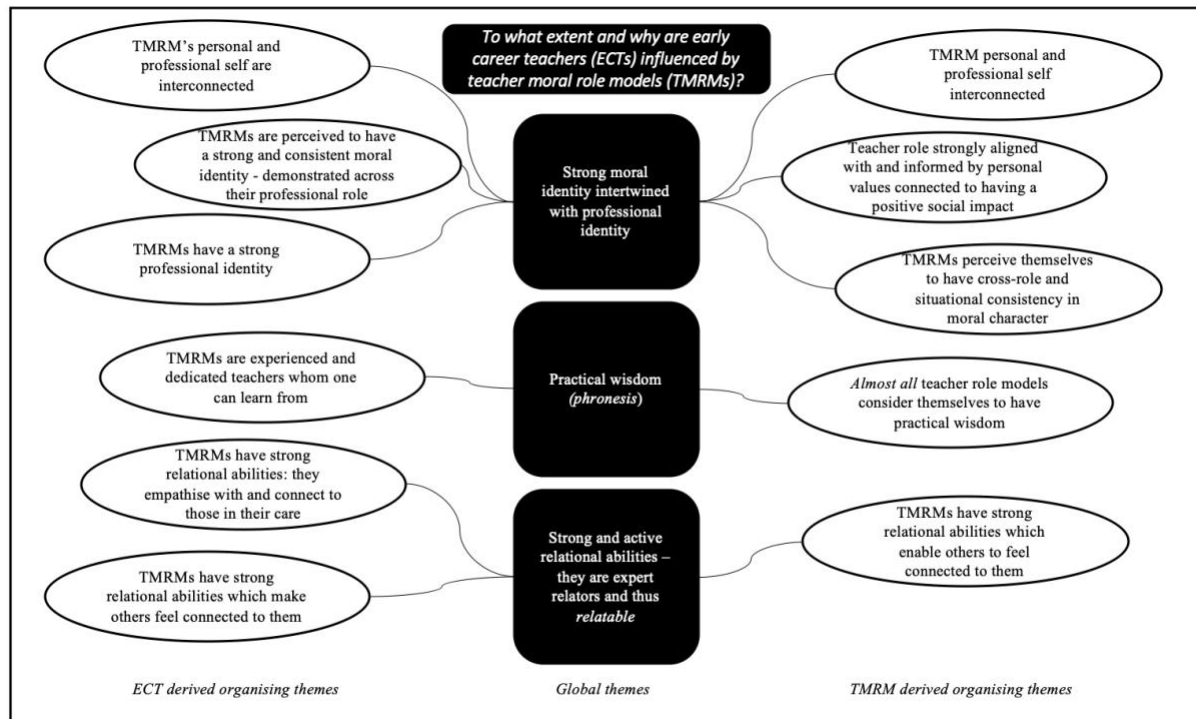 To what extent and why are early
career teachers (ECTs) influenced by
teacher moral role models (TMRMs)?
TMRM's personal and
professional self are
interconnected
TMRMs are perceived to have
a strong and consistent moral
identity - demonstrated across
their professional role
TMRMs have a strong
professional identity
TMRMs are experienced and
dedicated teachers whom one
can learn from
TMRMs have strong
relational abilities: they
empathise with and connect to
those in their care
TMRMs have strong
relational abilities which make
others feel connected to them
ECT derived organising themes
Strong moral
identity intertwined
with professional
identity
Practical wisdom
(phronesis)
Strong and active
relational abilities –
they are expert
relators and thus
relatable
Global themes
TMRM personal and
professional self
interconnected
Teacher role strongly aligned
with and informed by personal
values connected to having a
positive social impact
TMRMs perceive themselves
to have cross-role and
situational consistency in
moral character
Almost all teacher role models
consider themselves to have
practical wisdom
TMRMs have strong
relational abilities which
enable others to feel
connected to them
TMRM derived organising themes